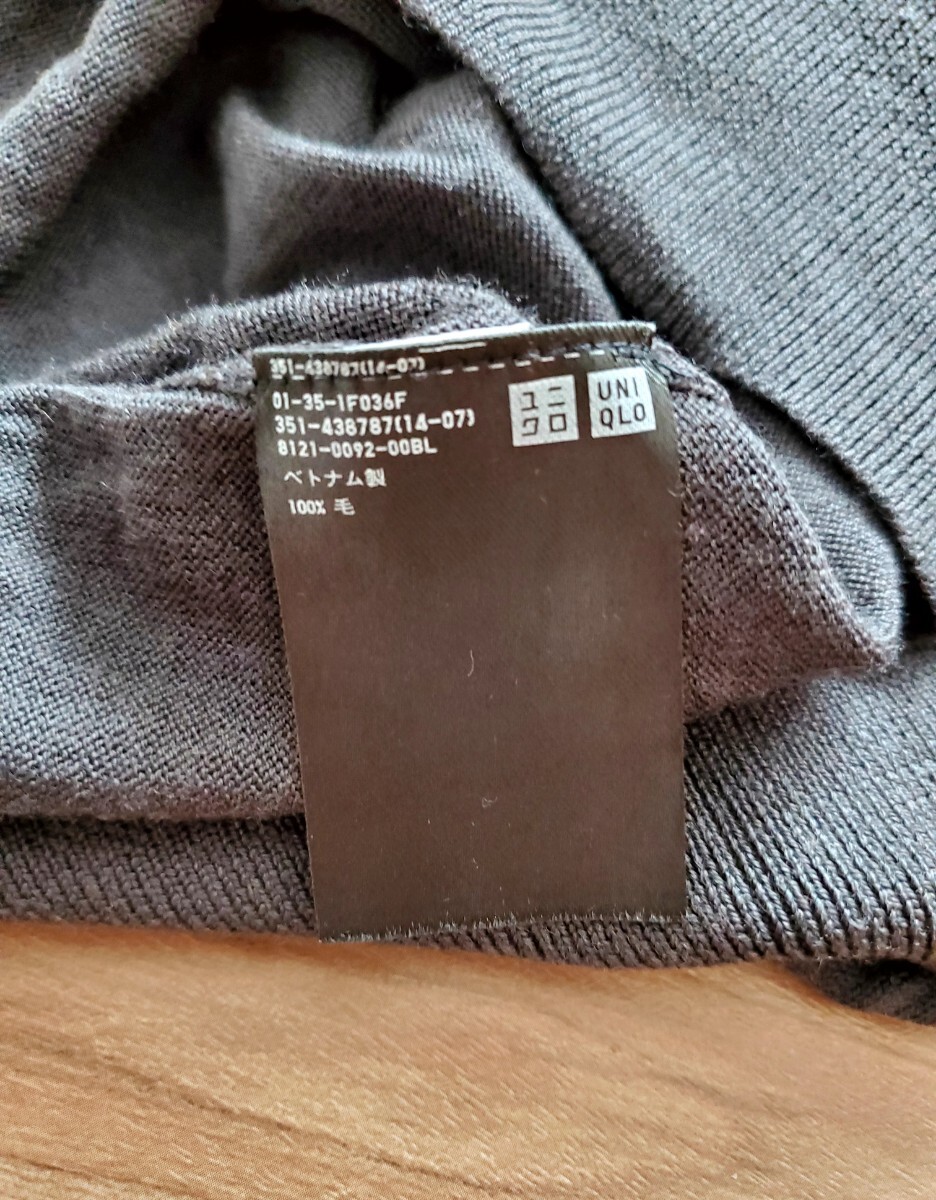 351-438787(14-07)
01-35-1F036F
351-438787(14-07)
8121-0092-00BL
ベトナム製
100% 毛
ユニ
クロ
UNI
QLO